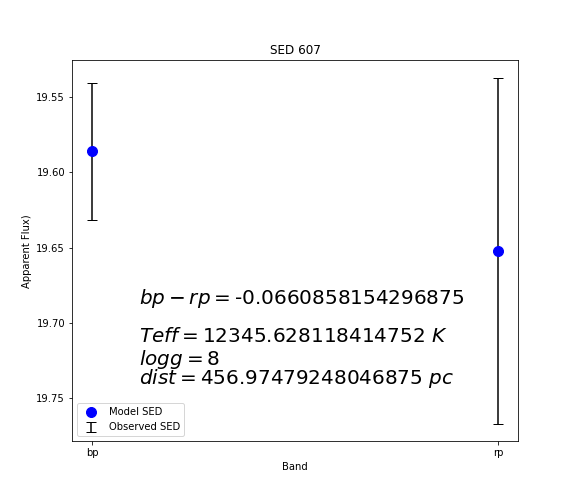 SED 607
19.55
19.60
19.65
19.70
19.75
Apparent Flux)
bp − rp = -0.0660858154296875
Teff = 12345.628118414752 K
logg = 8
dist = 456.97479248046875 pc
Model SED
Observed SED
bp
rp
Band